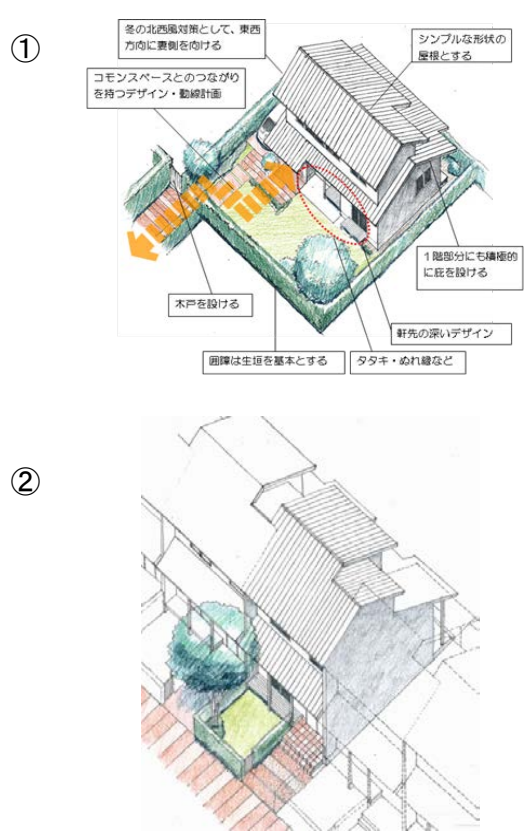 ①
冬の北西風対策として、東西
方向に妻側を向ける
シンプルな形状の
屋根とする
コモンスペースとのつながり
を持つデザイン・動線計画
1階部分にも積極的
に庇を設ける
木戸を設ける
軒先の深いデザイン
囲障は生垣を基本とする
タタキ・ぬれ縁など
②